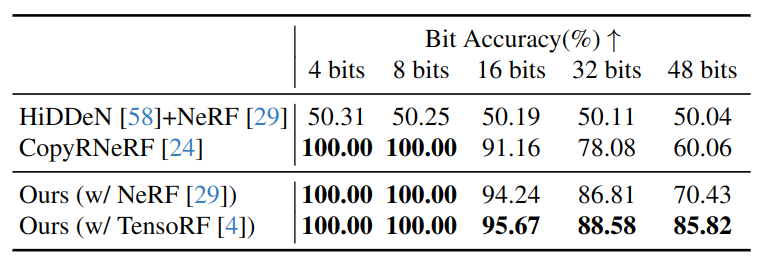 Bit Accuracy(%) ↑
4 bits 8 bits 16 bits 32 bits 48 bits
HiDDeN [58]+NeRF [29] 50.31 50.25 50.19 50.11 50.04
CopyRNeRF [24] 100.00 100.00 91.16 78.08 60.06
Ours (w/ NeRF [29]) 100.00 100.00 94.24 86.81 70.43
Ours (w/ TensoRF [4]) 100.00 100.00 95.67 88.58 85.82